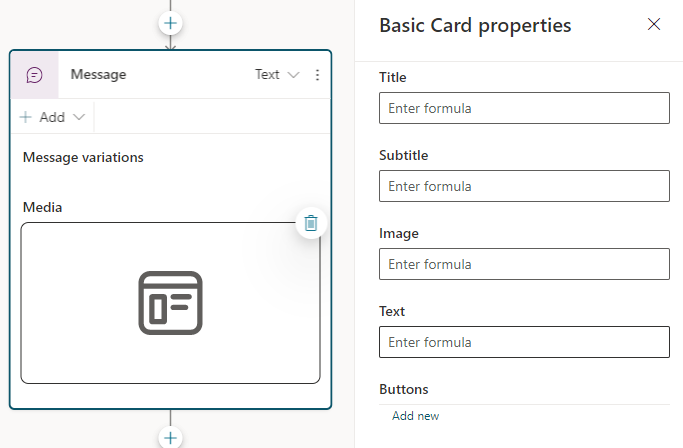 Message
Text
Add
Message variations
Media
Basic Card properties
Title
Enter formula
Subtitle
Enter formula
Image
Enter formula
Text
Enter formula
Buttons
Add new